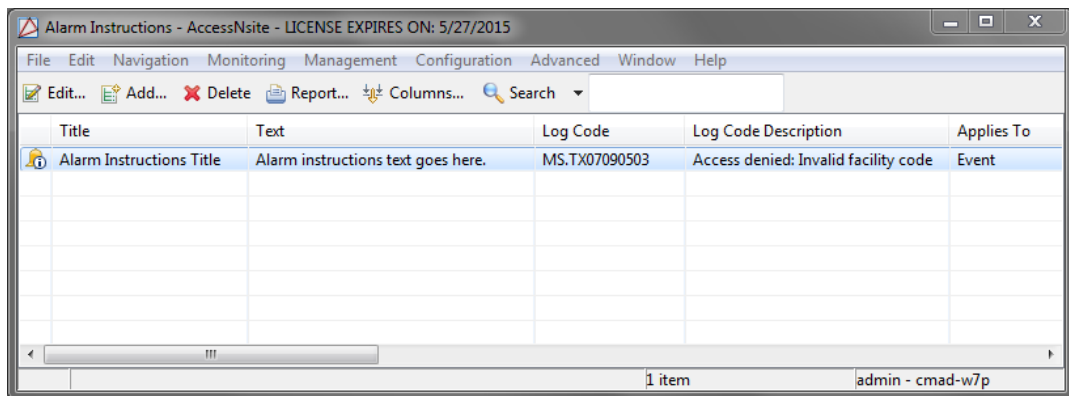 Alarm Instructions - AccessNsite - LICENSE EXPIRES ON: 5/27/2015
File Edit Navigation Monitoring Management Configuration Advanced Window Help
Edit... Add... Delete Report... Columns... Search
Title Text Log Code Log Code Description Applies To
Alarm Instructions Title Alarm instructions text goes here. MS.TX07090503 Access denied: Invalid facility code Event
1 item admin - cmad-w7p